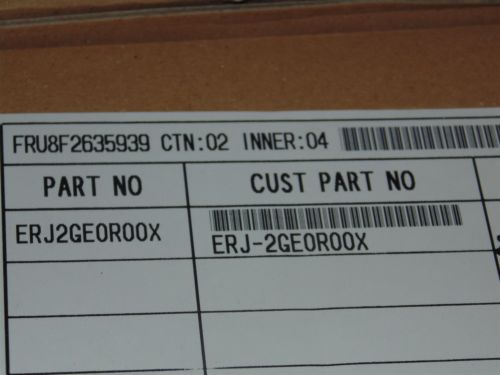 FRU8F2635939 CTN:02 INNER:04
PART NO
CUST PART NO
ERJ2GE0R00X
ERJ-2GE0R00X